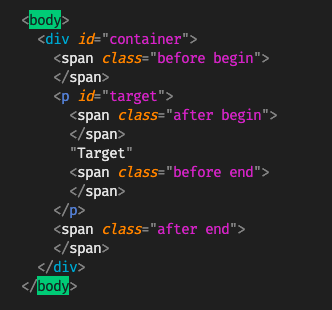 <body>
<div id="container">
<span class="before begin">
</span>
<p id="target">
<span class="after begin">
</span>
"Target"
<span class="before end">
</span>
</p>
<span class="after end">
</span>
</div>
</body>